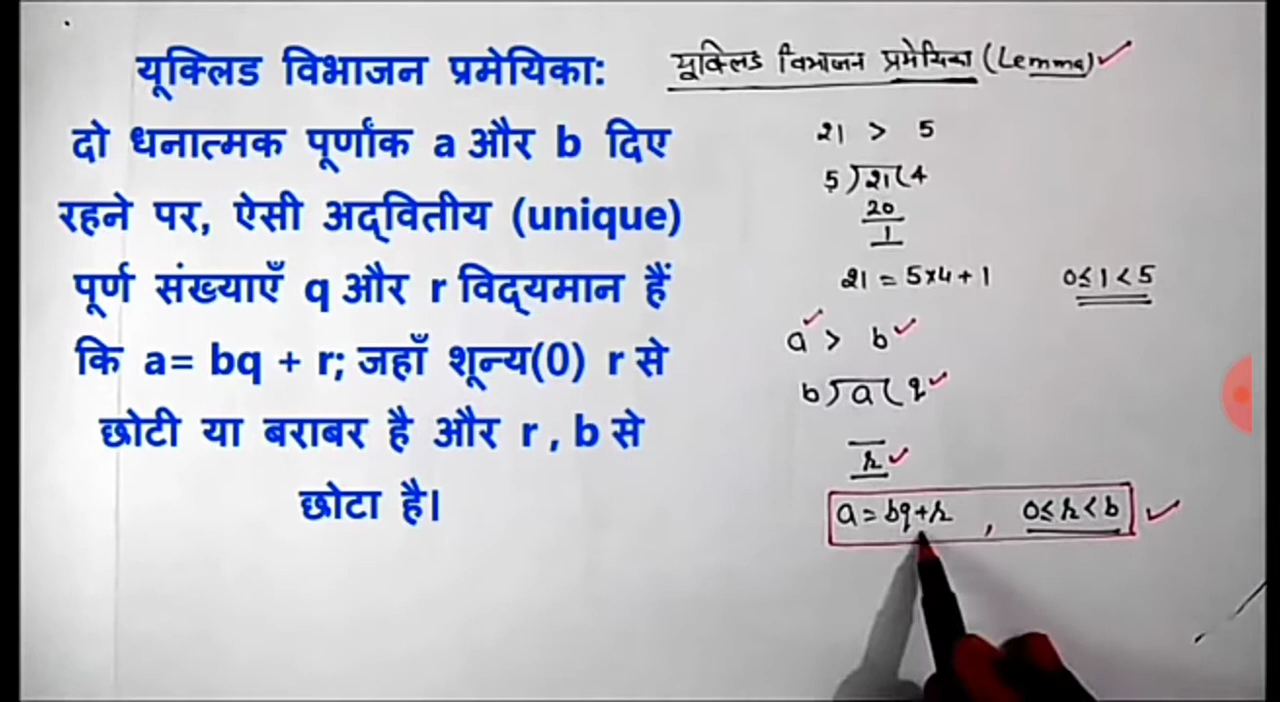 यूक्लिड विभाजन प्रमेयिका:
दो धनात्मक पूर्णांक a और b दिए
रहने पर, ऐसी अद्वितीय (unique)
पूर्ण संख्याएँ q और r विद्यमान हैं
कि a= bq + r; जहाँ शून्य(0) r से
छोटी या बराबर है और r , b से
छोटा है।
यूक्लिड विभाजन प्रमेयिका (Lemma)
21 > 5
5 ) 21 ( 4
20
1
21 = 5×4 + 1
0 ≤ 1 < 5
a > b
b ) a ( q
r
a = bq + r , 0 ≤ r < b